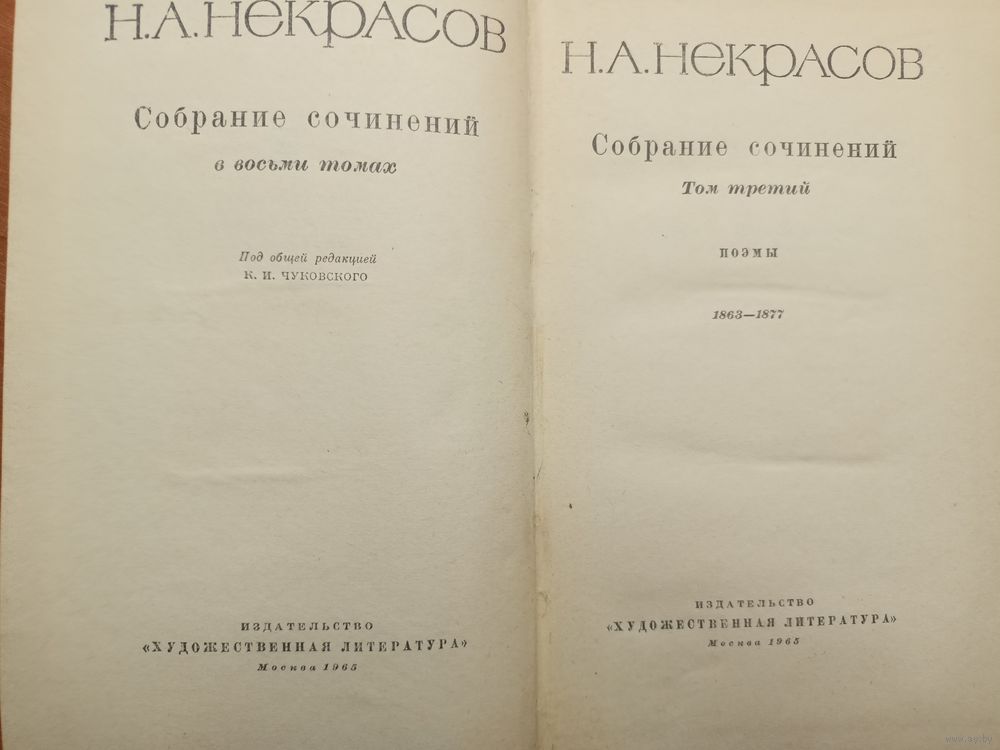 Н.А.НЕКРАСОВ
Собрание сочинений
в восьми томах
Под общей редакцией
К. И. ЧУКОВСКОГО
ИЗДАТЕЛЬСТВО
«ХУДОЖЕСТВЕННАЯ ЛИТЕРАТУРА»
Москва 1965
Н.А.НЕКРАСОВ
Собрание сочинений
Том третий
ПОЭМЫ
1863—1877
ИЗДАТЕЛЬСТВО
«ХУДОЖЕСТВЕННАЯ ЛИТЕРАТУРА»
Москва 1965